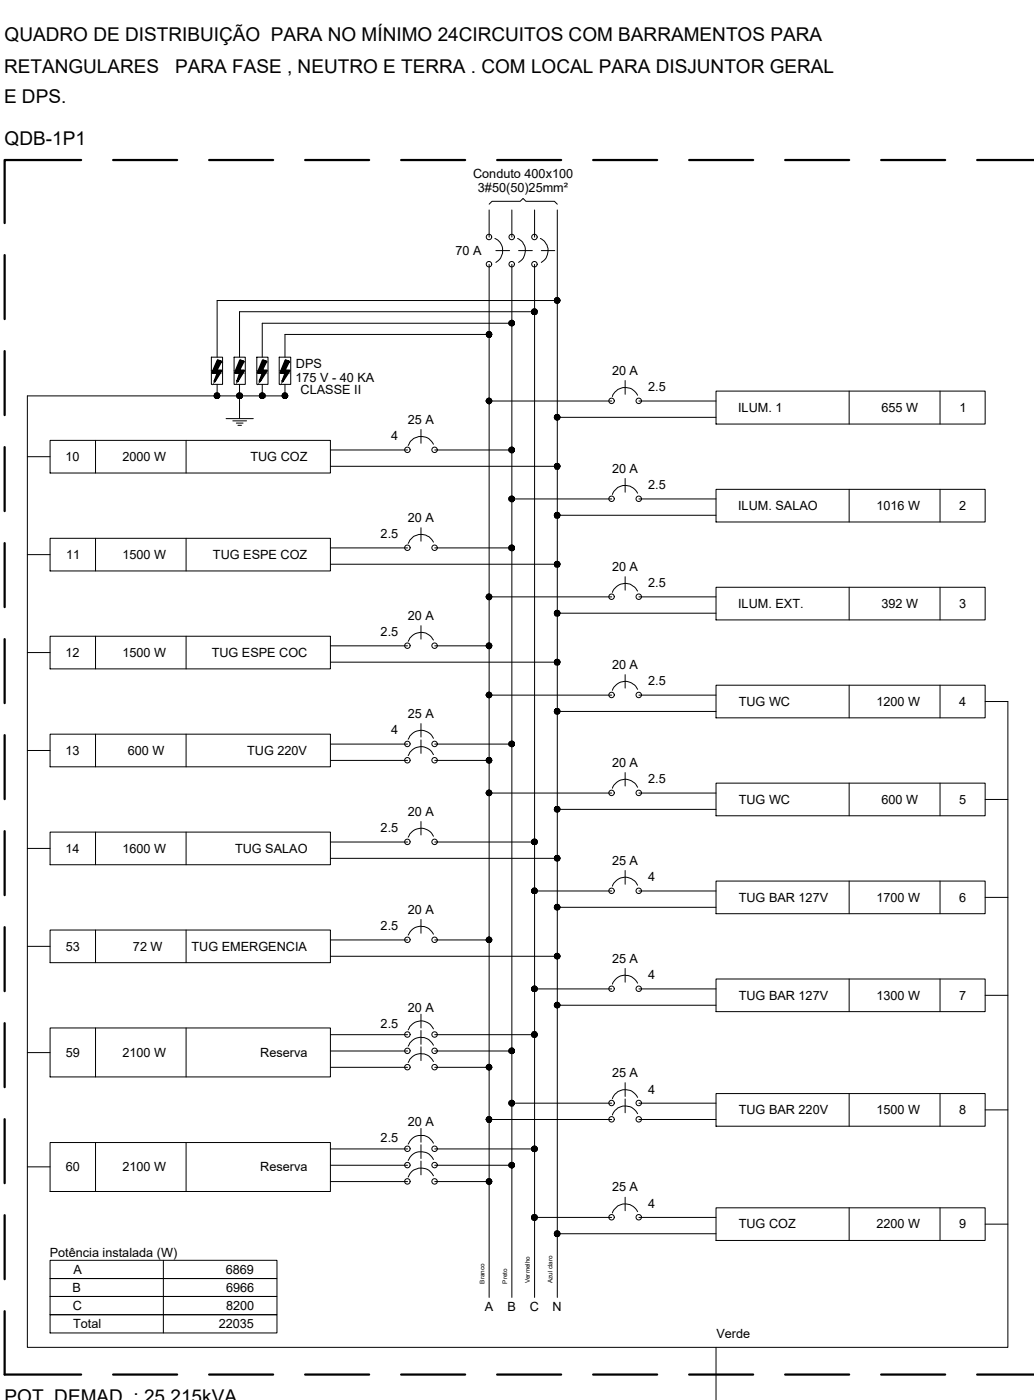 QUADRO DE DISTRIBUIÇÃO PARA NO MÍNIMO 24CIRCUITOS COM BARRAMENTOS PARA
RETANGULARES PARA FASE , NEUTRO E TERRA . COM LOCAL PARA DISJUNTOR GERAL
E DPS.
QDB-1P1
Conduto 400x100
3#50(50)25mm²
70 A
DPS
175 V - 40 KA
CLASSE II
20 A
2.5
ILUM. 1 655 W 1
25 A
4
10 2000 W TUG COZ
20 A
2.5
ILUM. SALAO 1016 W 2
20 A
2.5
11 1500 W TUG ESPE COZ
20 A
2.5
ILUM. EXT. 392 W 3
20 A
2.5
12 1500 W TUG ESPE COC
20 A
2.5
TUG WC 1200 W 4
25 A
4
13 600 W TUG 220V
20 A
2.5
TUG WC 600 W 5
20 A
2.5
14 1600 W TUG SALAO
25 A
4
TUG BAR 127V 1700 W 6
20 A
2.5
53 72 W TUG EMERGENCIA
25 A
4
TUG BAR 127V 1300 W 7
20 A
2.5
59 2100 W Reserva
25 A
4
TUG BAR 220V 1500 W 8
20 A
2.5
60 2100 W Reserva
25 A
4
TUG COZ 2200 W 9
Potência instalada (W)
A 6869
B 6966
C 8200
Total 22035
Branco
Preto
Vermelho
Azul claro
A B C N
Verde
POT. DEMAD. : 25,215kVA